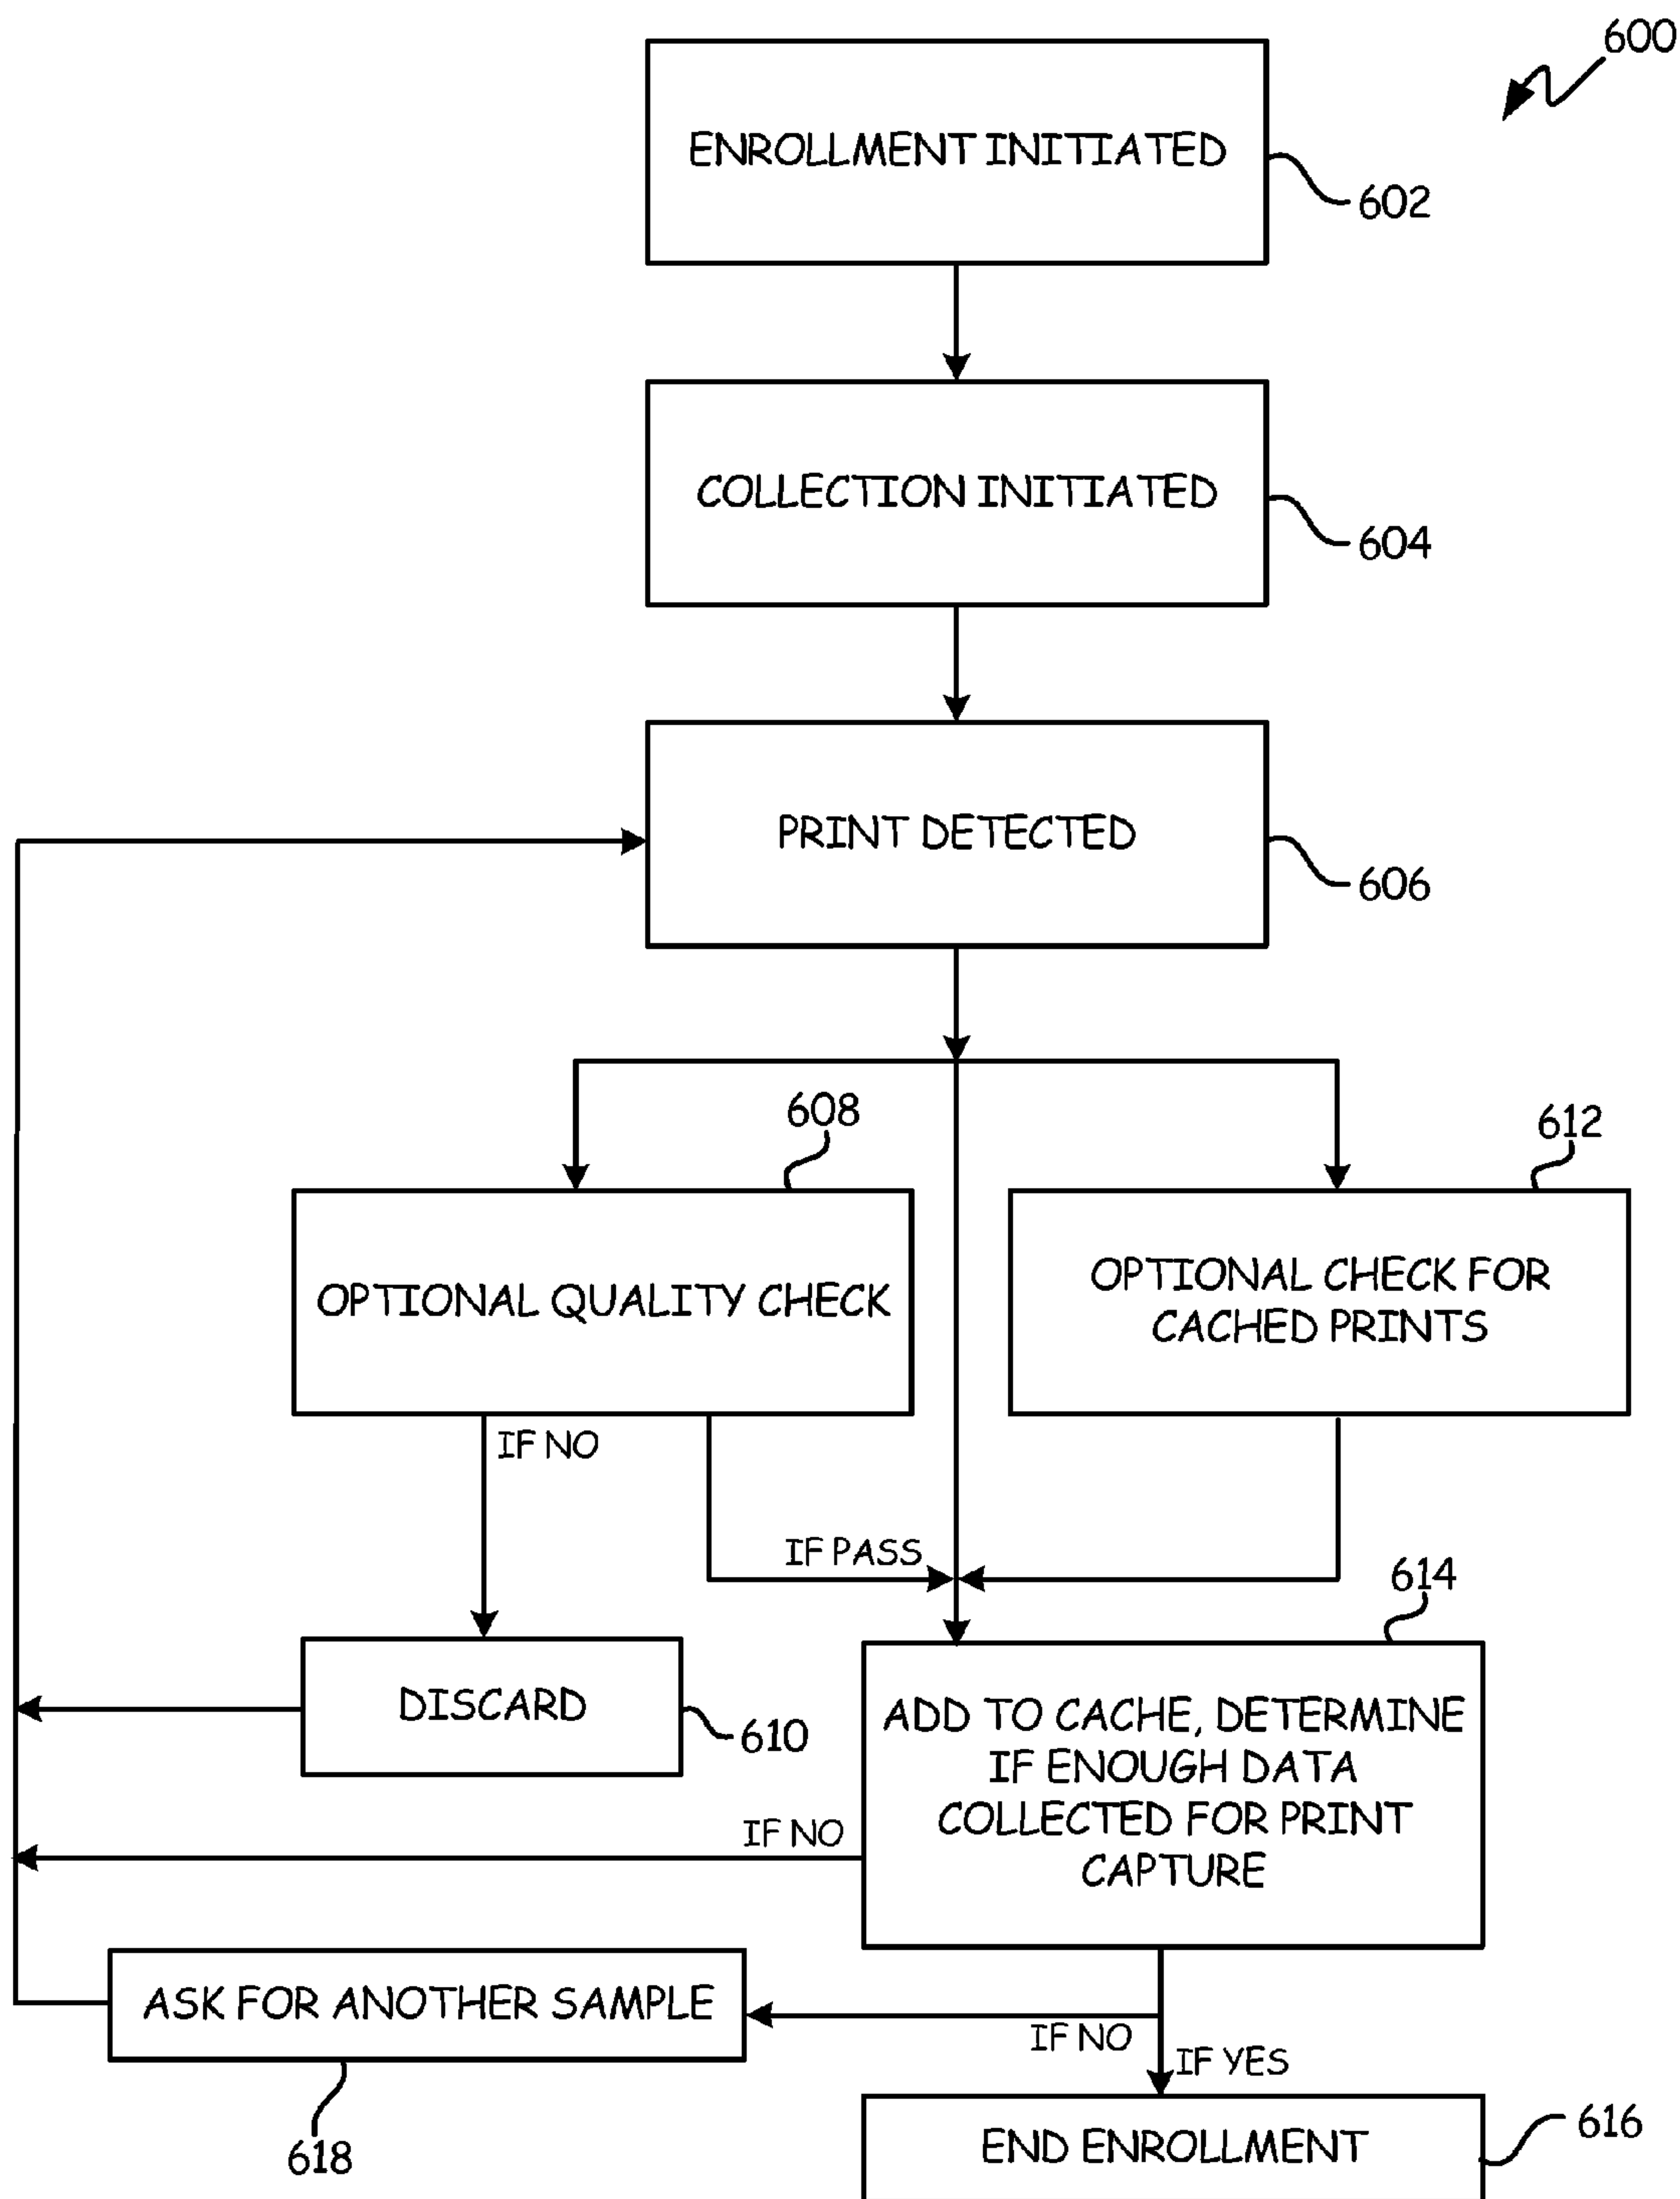 600
ENROLLMENT INITIATED
602
COLLECTION INITIATED
604
PRINT DETECTED
606
608
612
OPTIONAL QUALITY CHECK
OPTIONAL CHECK FOR
CACHED PRINTS
IF NO
IF PASS
614
DISCARD
610
ADD TO CACHE, DETERMINE
IF ENOUGH DATA
COLLECTED FOR PRINT
CAPTURE
IF NO
ASK FOR ANOTHER SAMPLE
IF NO
IF YES
618
END ENROLLMENT
616